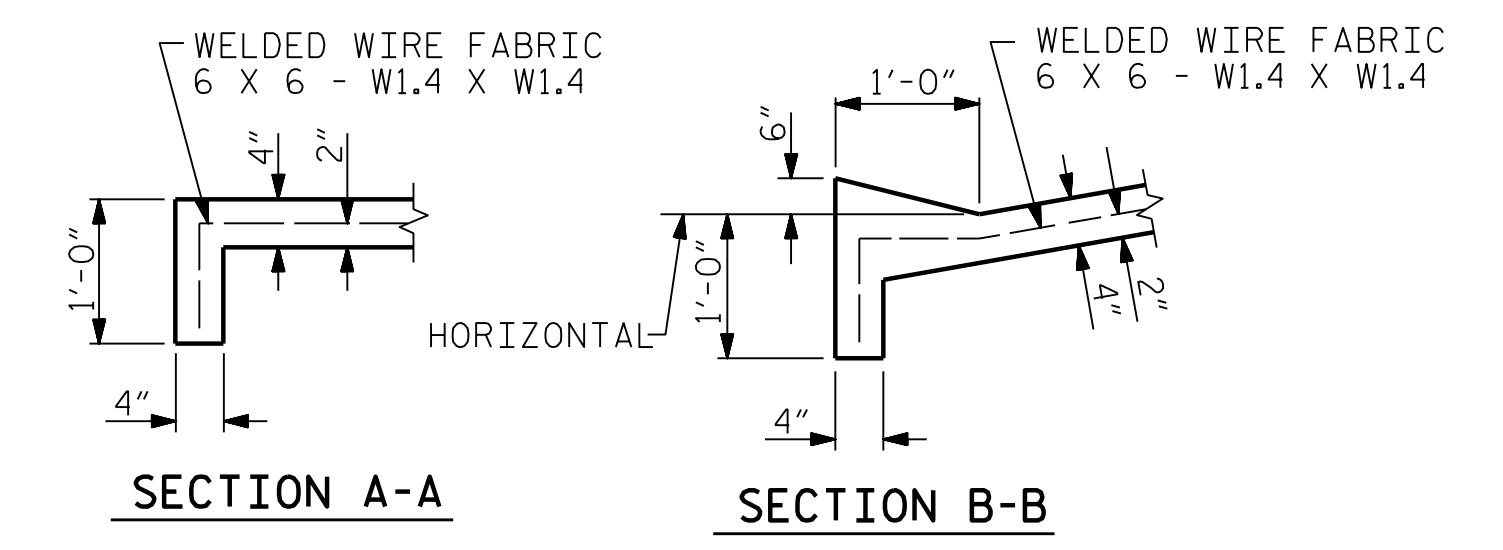 WELDED WIRE FABRIC
6 X 6 - W1.4 X W1.4
4"
2"
1'-0"
4"
SECTION A-A
WELDED WIRE FABRIC
6 X 6 - W1.4 X W1.4
1'-0"
6"
HORIZONTAL
1'-0"
4"
2"
4"
SECTION B-B